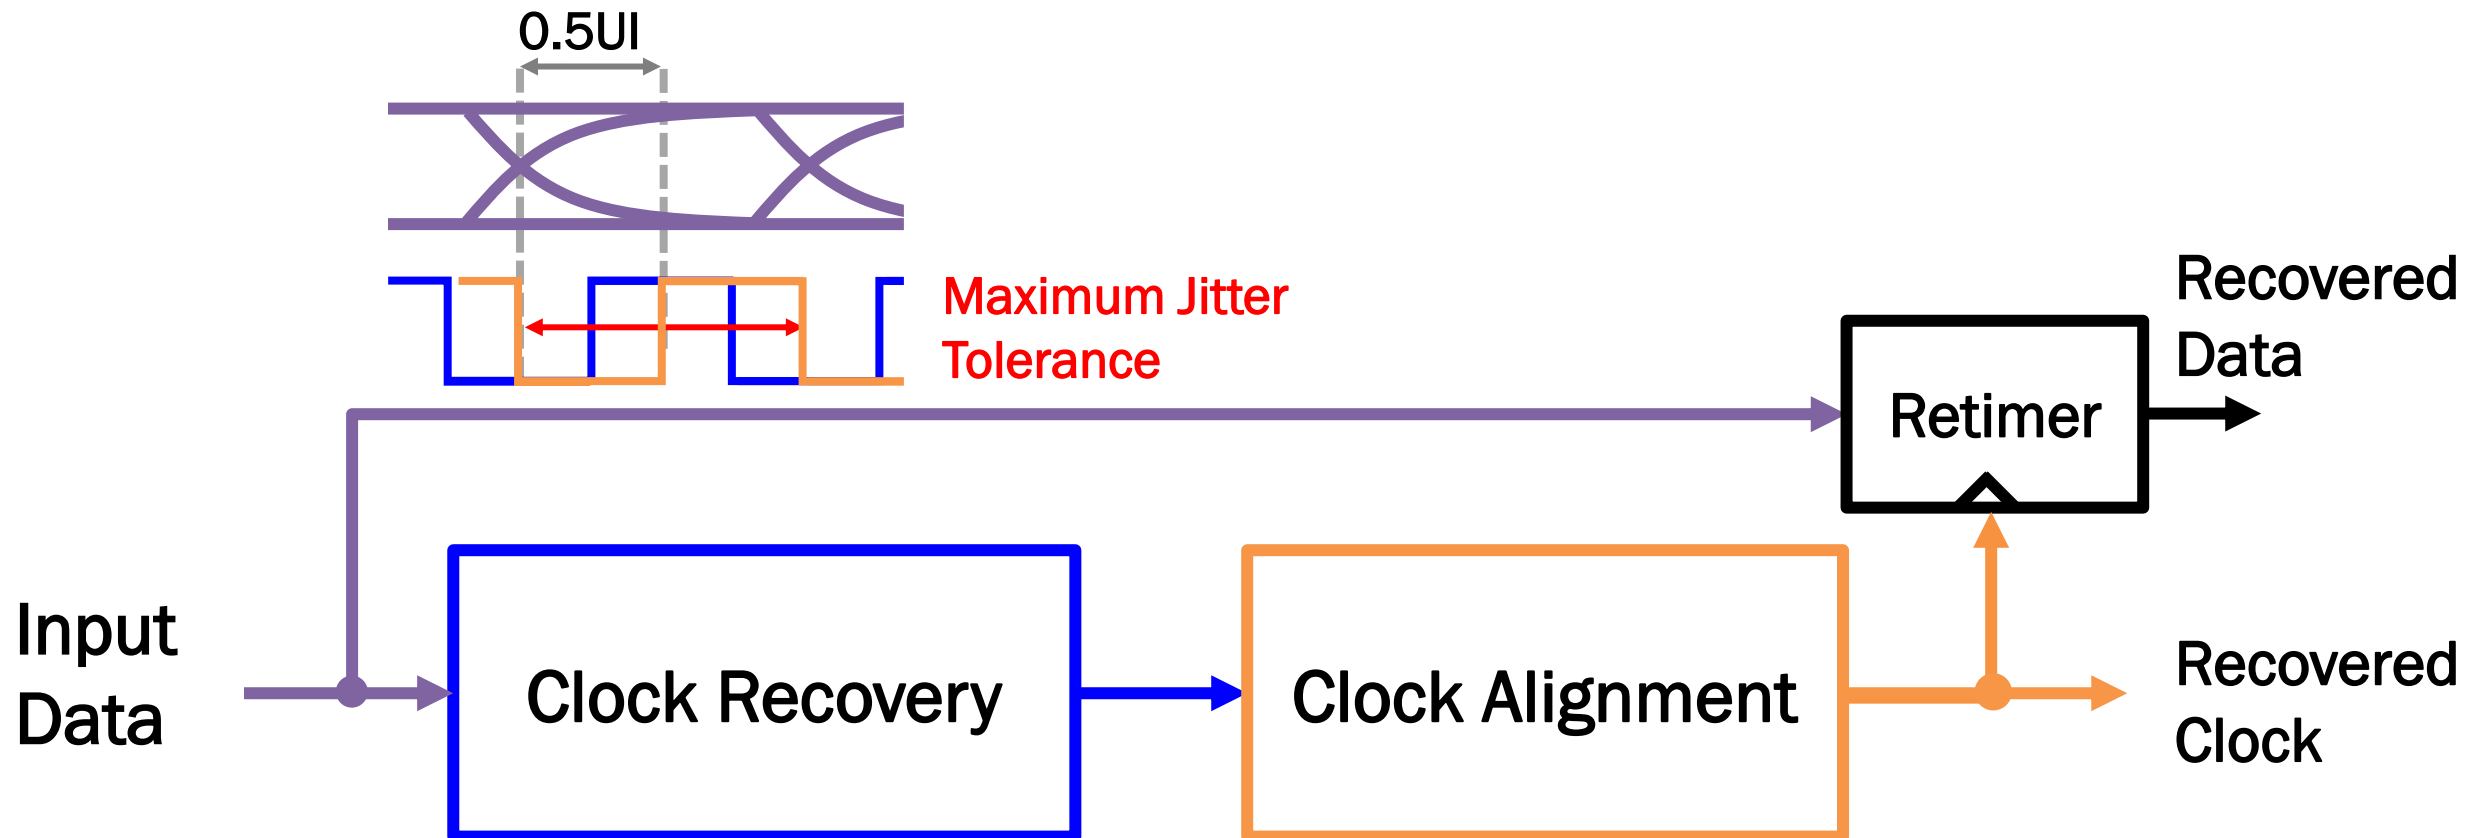 0.5UI
Maximum Jitter
Tolerance
Recovered
Data
Retimer
Input
Data
Clock Recovery
Clock Alignment
Recovered
Clock